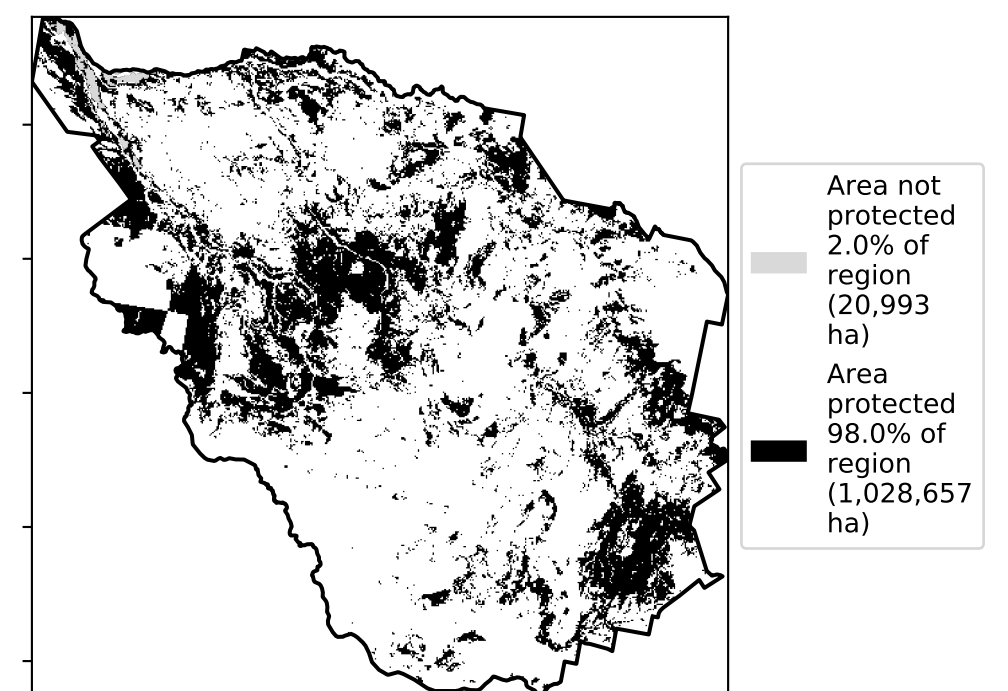 Area not
protected
2.0% of
region
(20,993
ha)
Area
protected
98.0% of
region
(1,028,657
ha)